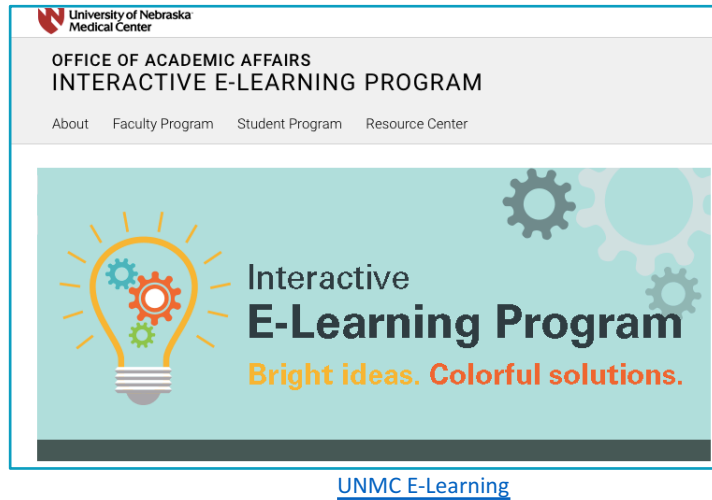 University of Nebraska
Medical Center
OFFICE OF ACADEMIC AFFAIRS
INTERACTIVE E-LEARNING PROGRAM
About Faculty Program Student Program Resource Center
Interactive
E-Learning Program
Bright ideas. Colorful solutions.
UNMC E-Learning